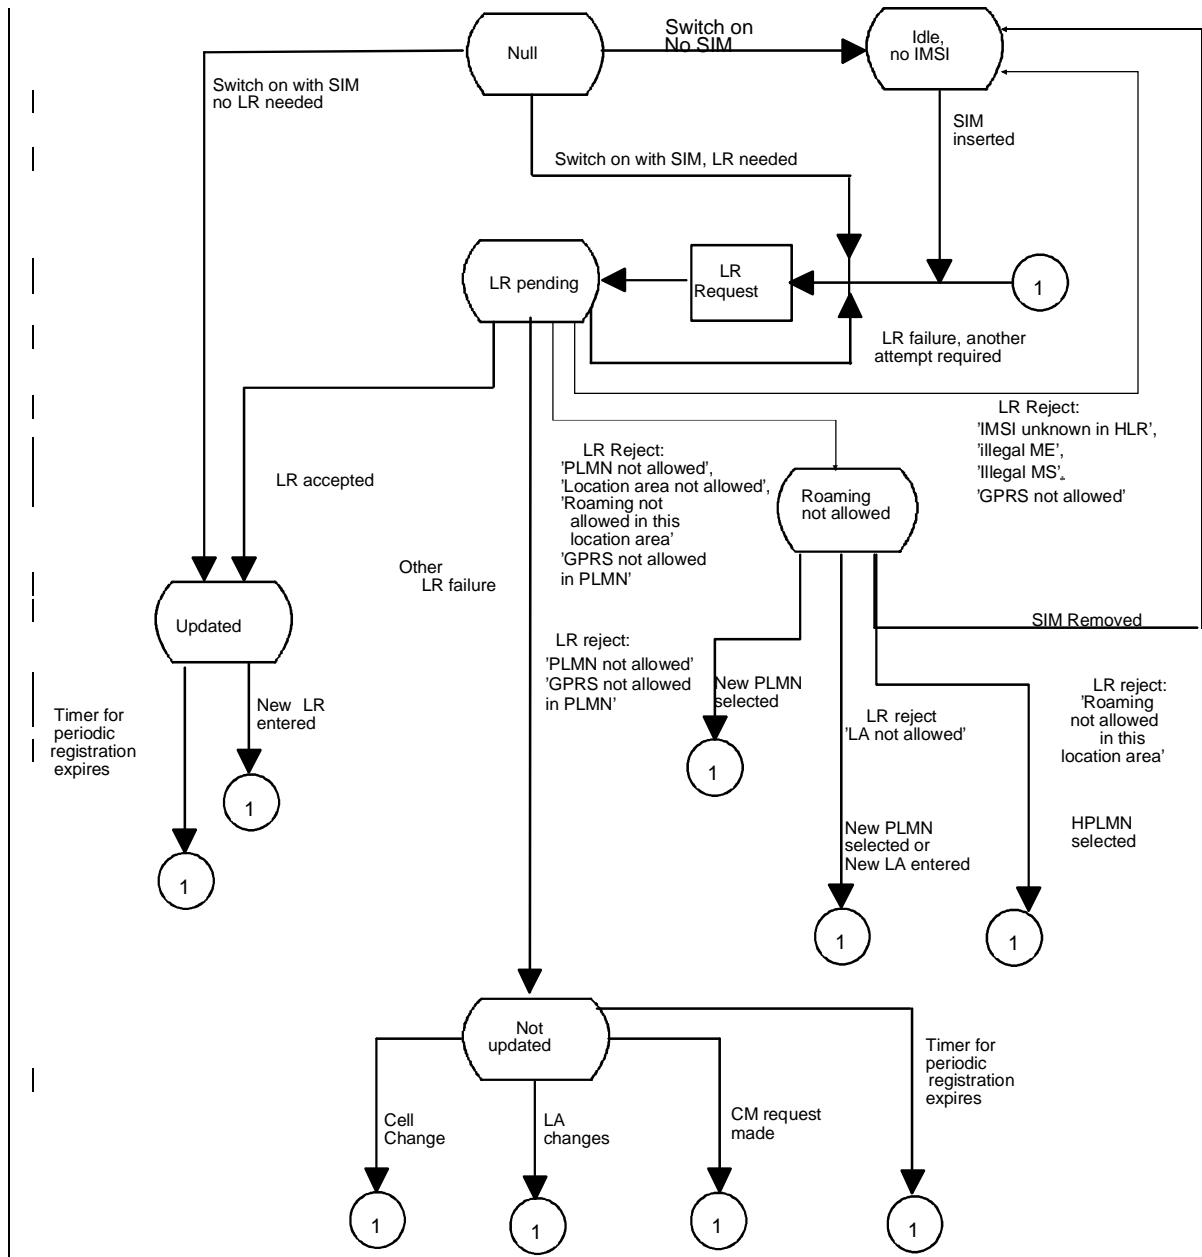 Switch on
No SIM
Null
Idle,
no IMSI
Switch on with SIM
no LR needed
SIM
inserted
Switch on with SIM, LR needed
LR pending
LR
Request
1
LR failure, another
attempt required
LR Reject:
'IMSI unknown in HLR',
'illegal ME',
'Illegal MS',
'GPRS not allowed'
LR Reject:
'PLMN not allowed',
'Location area not allowed',
'Roaming not
allowed in this
location area'
'GPRS not allowed
in PLMN'
LR accepted
Roaming
not allowed
Other
LR failure
Updated
SIM Removed
LR reject:
'PLMN not allowed'
'GPRS not allowed
in PLMN'
New PLMN
selected
LR reject
'LA not allowed'
LR reject:
'Roaming
not allowed
in this
location area'
Timer for
periodic
registration
expires
New LR
entered
1
1
1
New PLMN
selected or
New LA entered
HPLMN
selected
1
1
Not
updated
Timer for
periodic
registration
expires
Cell
Change
LA
changes
CM request
made
1
1
1
1